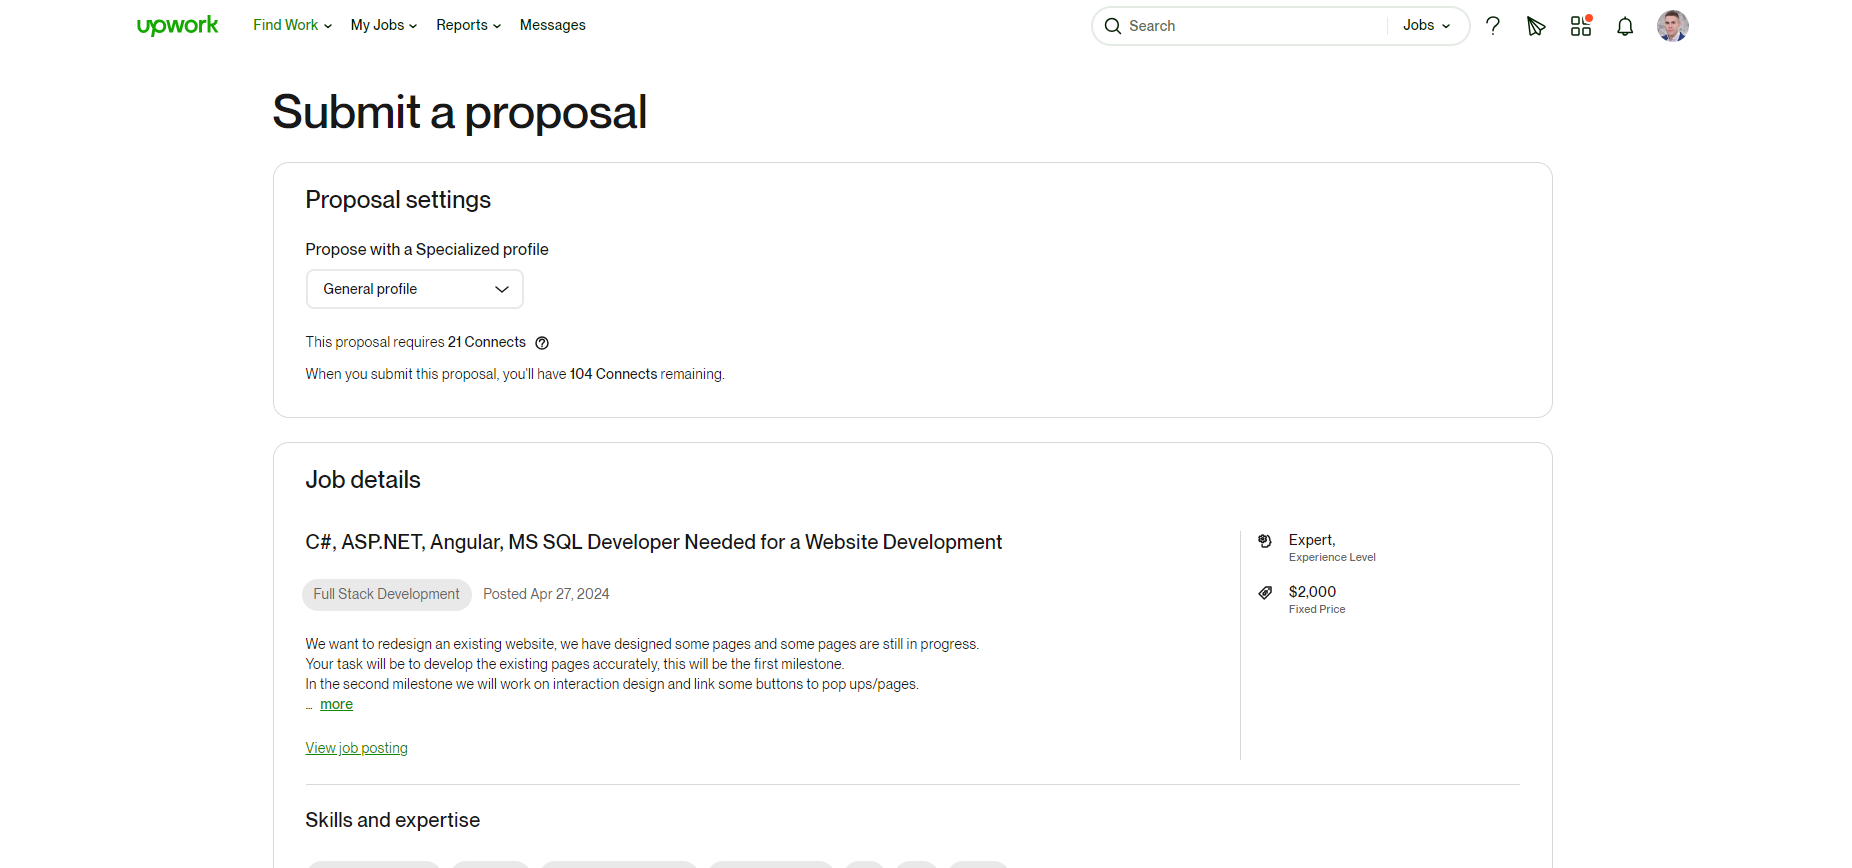 upwork
Find Work
My Jobs
Reports
Messages
Search
Jobs
Submit a proposal
Proposal settings
Propose with a Specialized profile
General profile
This proposal requires 21 Connects
When you submit this proposal, you'll have 104 Connects remaining.
Job details
C#, ASP.NET, Angular, MS SQL Developer Needed for a Website Development
Full Stack Development
Posted Apr 27, 2024
Expert,
Experience Level
$2,000
Fixed Price
We want to redesign an existing website, we have designed some pages and some pages are still in progress.
Your task will be to develop the existing pages accurately, this will be the first milestone.
In the second milestone we will work on interaction design and link some buttons to pop ups/pages.
... more
View job posting
Skills and expertise